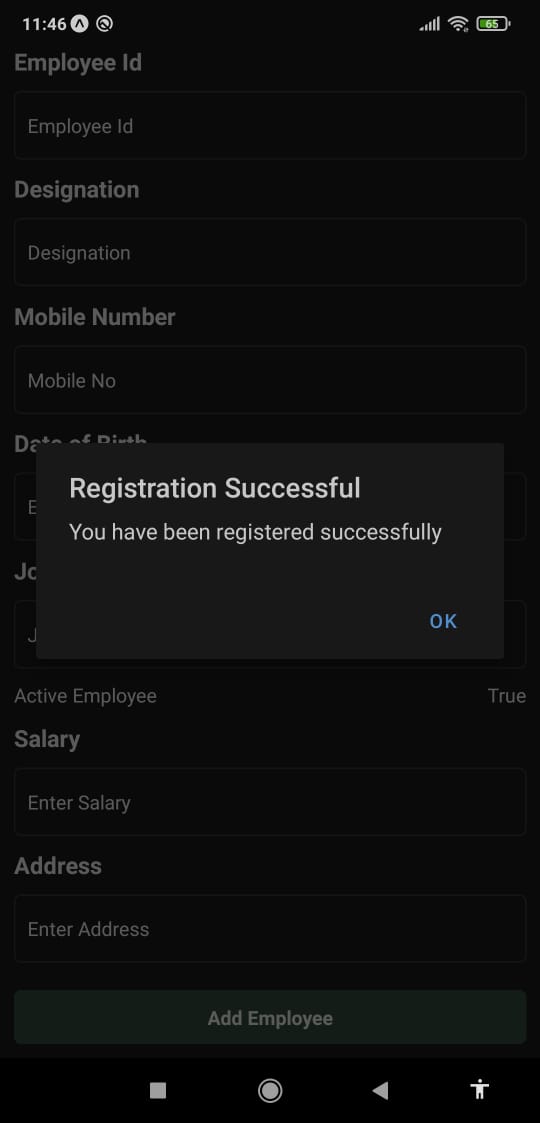 11:46
65
Employee Id
Employee Id
Designation
Designation
Mobile Number
Mobile No
Date of Birth
E
Registration Successful
You have been registered successfully
Jo
J
OK
Active Employee True
Salary
Enter Salary
Address
Enter Address
Add Employee